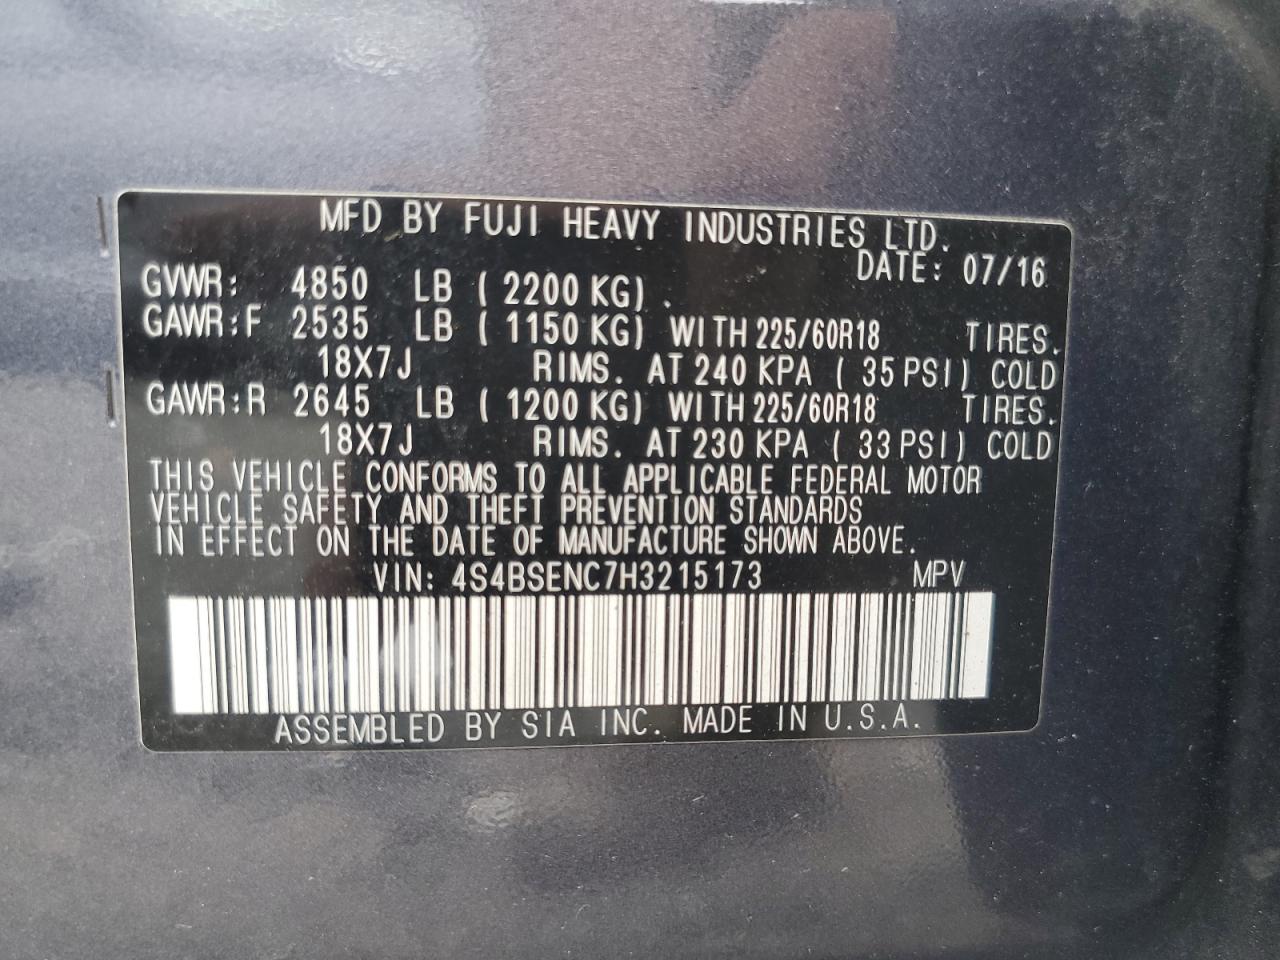 MFD BY FUJI HEAVY INDUSTRIES LTD.
DATE: 07/16
GVWR: 4850 LB ( 2200 KG) .
GAWR:F 2535 LB ( 1150 KG) WITH 225/60R18 TIRES.
18X7J RIMS. AT 240 KPA ( 35 PSI) COLD
GAWR:R 2645 LB ( 1200 KG) WITH 225/60R18 TIRES.
18X7J RIMS. AT 230 KPA ( 33 PSI) COLD
THIS VEHICLE CONFORMS TO ALL APPLICABLE FEDERAL MOTOR
VEHICLE SAFETY AND THEFT PREVENTION STANDARDS
IN EFFECT ON THE DATE OF MANUFACTURE SHOWN ABOVE.
VIN: 4S4BSENC7H3215173 MPV
ASSEMBLED BY SIA INC. MADE IN U.S.A.